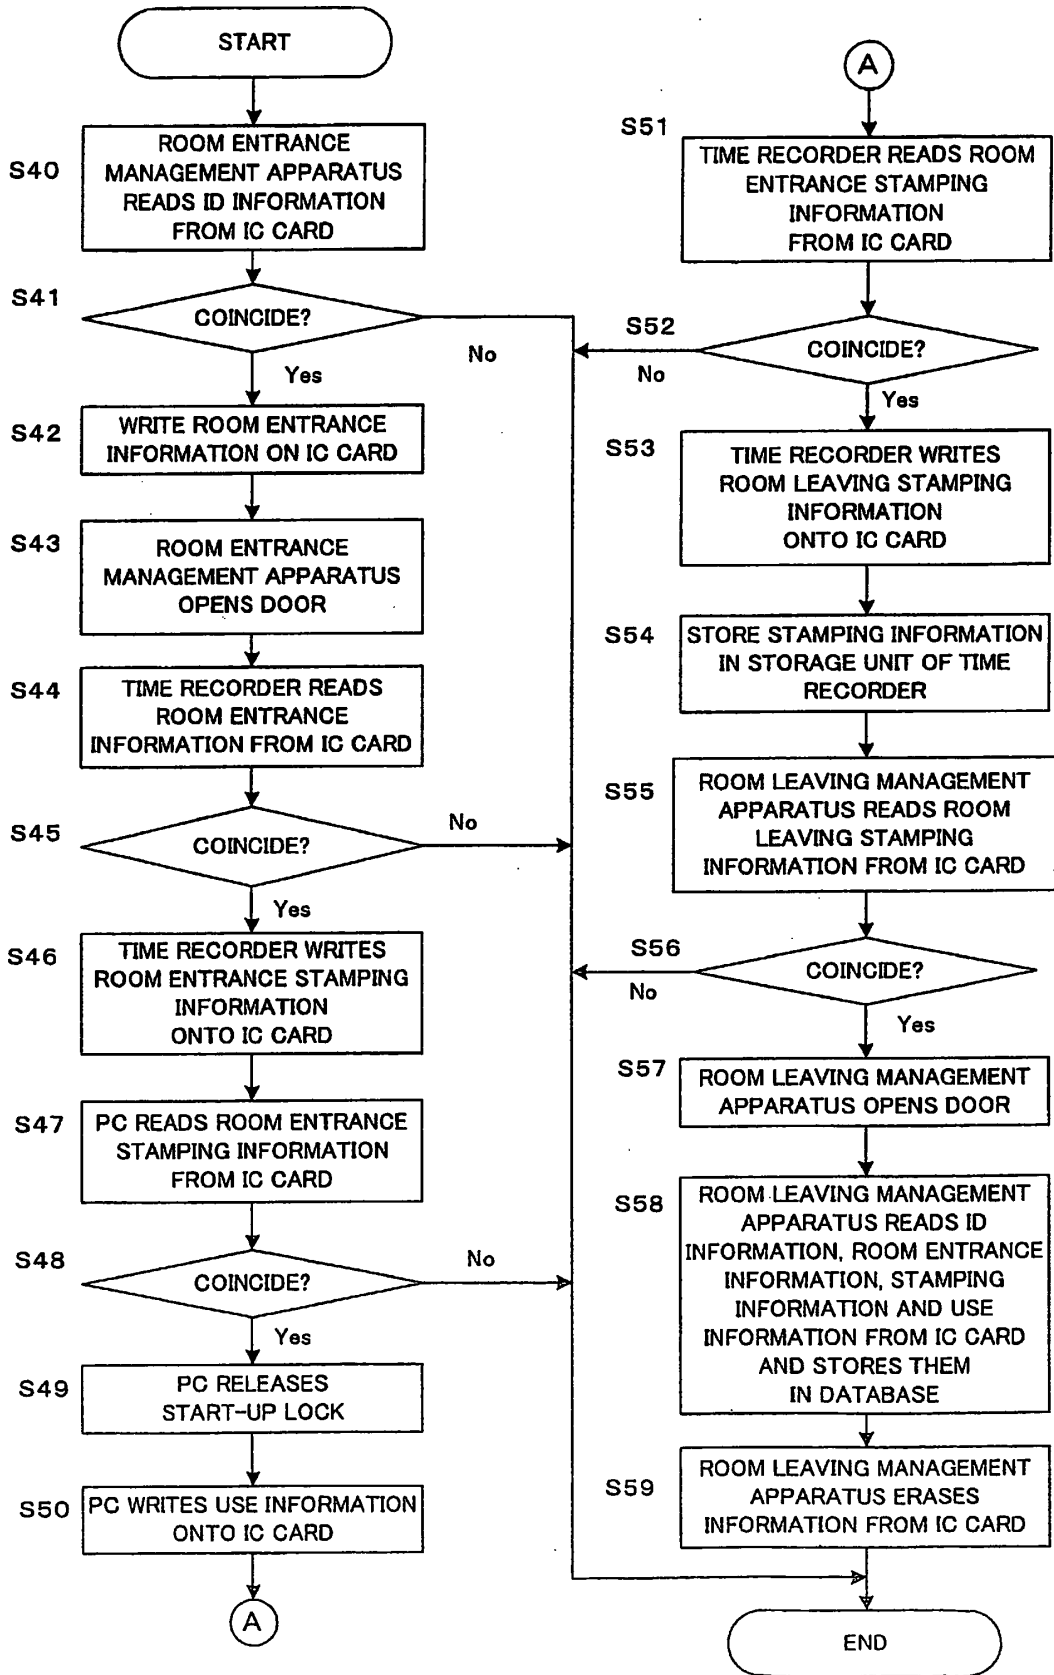 START
S40
ROOM ENTRANCE
MANAGEMENT APPARATUS
READS ID INFORMATION
FROM IC CARD
S41
COINCIDE?
No
Yes
S42
WRITE ROOM ENTRANCE
INFORMATION ON IC CARD
S43
ROOM ENTRANCE
MANAGEMENT APPARATUS
OPENS DOOR
S44
TIME RECORDER READS
ROOM ENTRANCE
INFORMATION FROM IC CARD
S45
COINCIDE?
No
Yes
S46
TIME RECORDER WRITES
ROOM ENTRANCE STAMPING
INFORMATION
ONTO IC CARD
S47
PC READS ROOM ENTRANCE
STAMPING INFORMATION
FROM IC CARD
S48
COINCIDE?
No
Yes
S49
PC RELEASES
START-UP LOCK
S50
PC WRITES USE INFORMATION
ONTO IC CARD
A
A
S51
TIME RECORDER READS ROOM
ENTRANCE STAMPING
INFORMATION
FROM IC CARD
S52
COINCIDE?
No
Yes
S53
TIME RECORDER WRITES
ROOM LEAVING STAMPING
INFORMATION
ONTO IC CARD
S54
STORE STAMPING INFORMATION
IN STORAGE UNIT OF TIME
RECORDER
S55
ROOM LEAVING MANAGEMENT
APPARATUS READS ROOM
LEAVING STAMPING
INFORMATION FROM IC CARD
S56
COINCIDE?
No
Yes
S57
ROOM LEAVING MANAGEMENT
APPARATUS OPENS DOOR
S58
ROOM LEAVING MANAGEMENT
APPARATUS READS ID
INFORMATION, ROOM ENTRANCE
INFORMATION, STAMPING
INFORMATION AND USE
INFORMATION FROM IC CARD
AND STORES THEM
IN DATABASE
S59
ROOM LEAVING MANAGEMENT
APPARATUS ERASES
INFORMATION FROM IC CARD
END